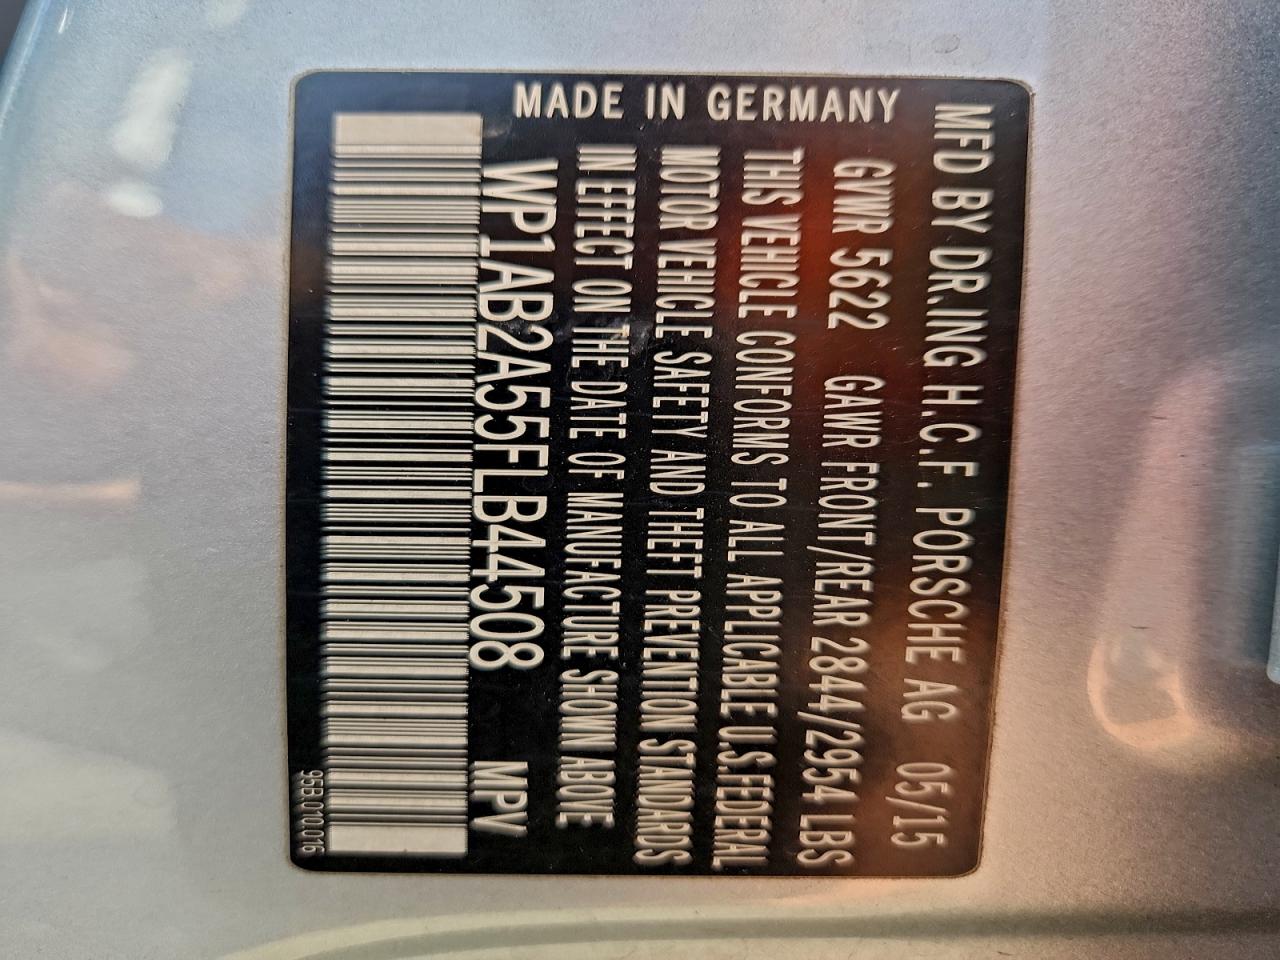 MFD BY DR.ING H.C.F. PORSCHE AG 05/15
GVWR 5622 GAWR FRONT/REAR 2844/2954 LBS
THIS VEHICLE CONFORMS TO ALL APPLICABLE U.S.FEDERAL
MOTOR VEHICLE SAFETY AND THEFT PREVENTION STANDARDS
IN EFFECT ON THE DATE OF MANUFACTURE SHOWN ABOVE
WP1AB2A55FLB44508 MPV
95B.010.016
MADE IN GERMANY